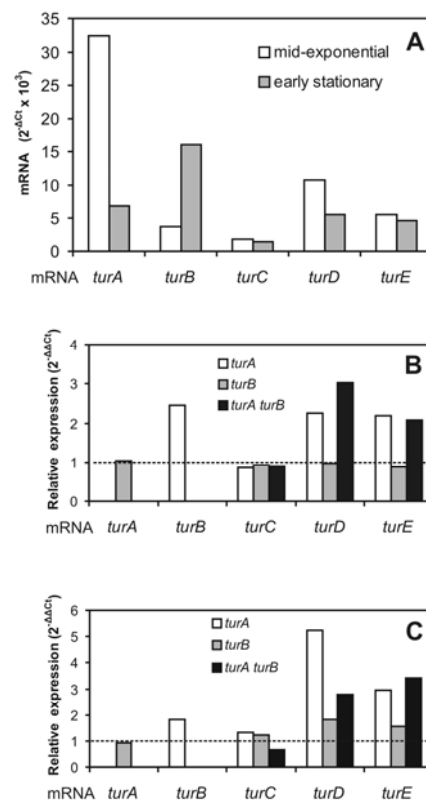 A
mRNA (2^-ΔCt x 10^3)
35
30
25
20
15
10
5
0
mid-exponential
early stationary
mRNA turA turB turC turD turE
B
Relative expression (2^-ΔΔCt)
4
3
2
1
0
turA
turB
turA turB
mRNA turA turB turC turD turE
C
Relative expression (2^-ΔΔCt)
6
5
4
3
2
1
0
turA
turB
turA turB
mRNA turA turB turC turD turE